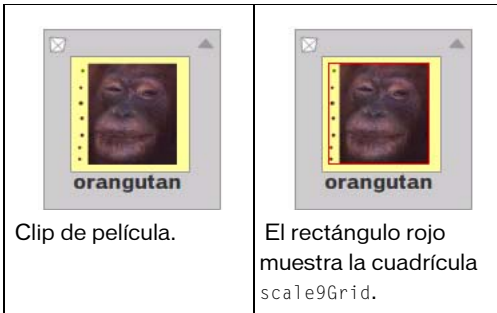 orangutan
Clip de película.
orangutan
El rectángulo rojo
muestra la cuadrícula
scale9Grid.